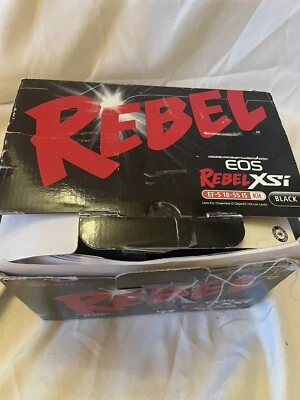 REBEL
EOS
REBEL XSi
EF-S 18-55 IS Kit
BLACK
REBEL